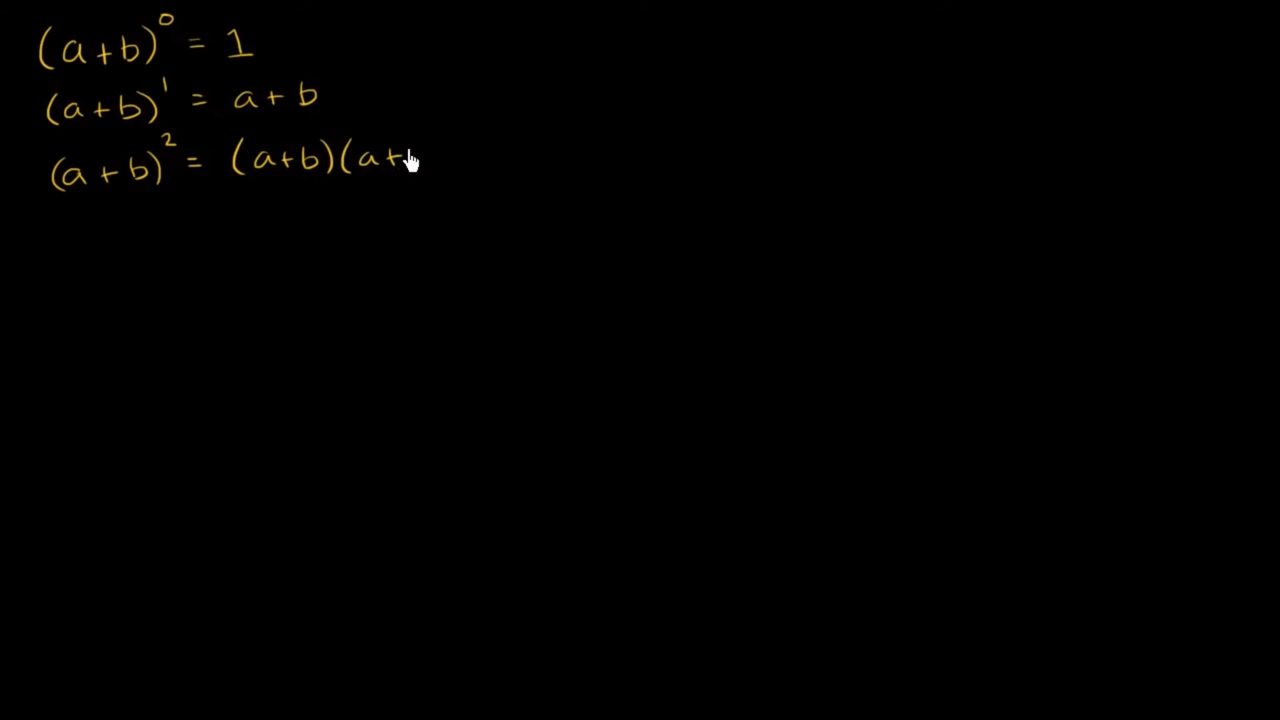 (a+b)⁰ = 1
(a+b)¹ = a+b
(a+b)² = (a+b)(a+